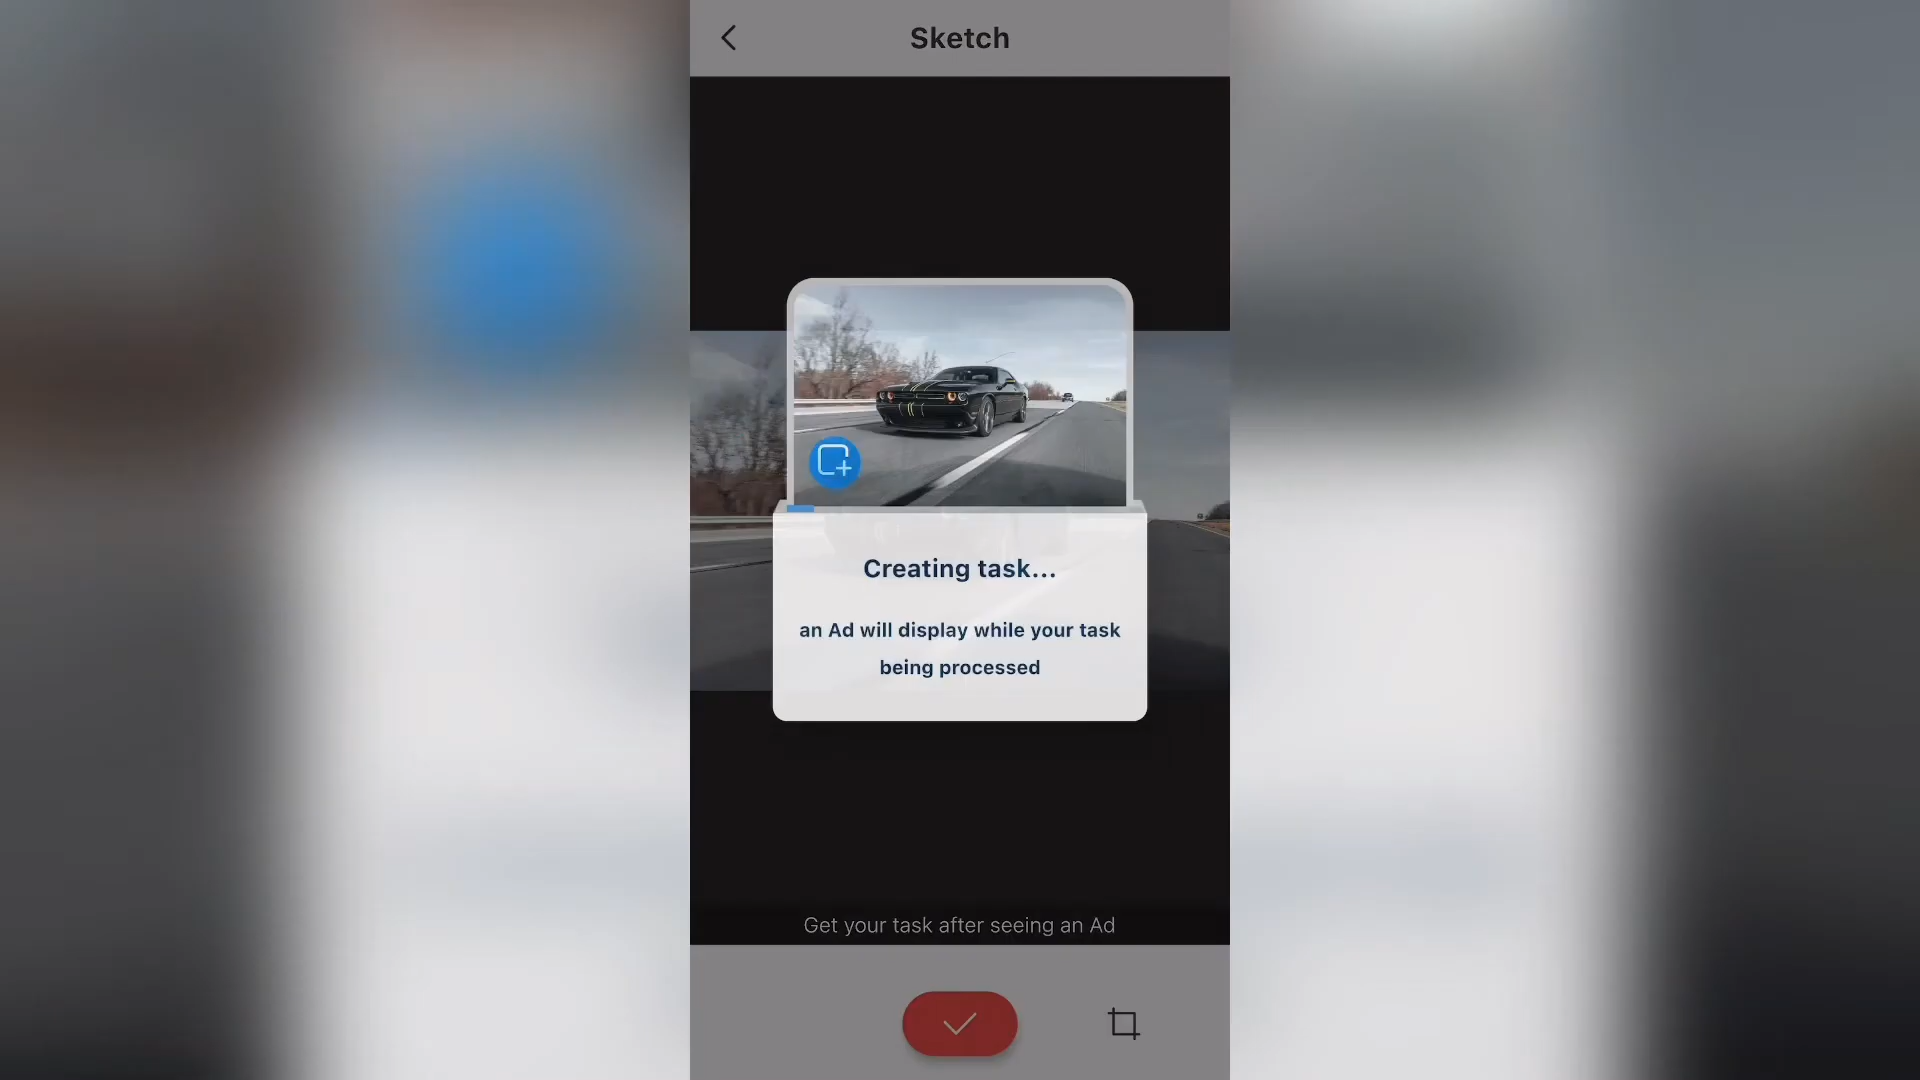 Sketch
Creating task...
an Ad will display while your task
being processed
Get your task after seeing an Ad